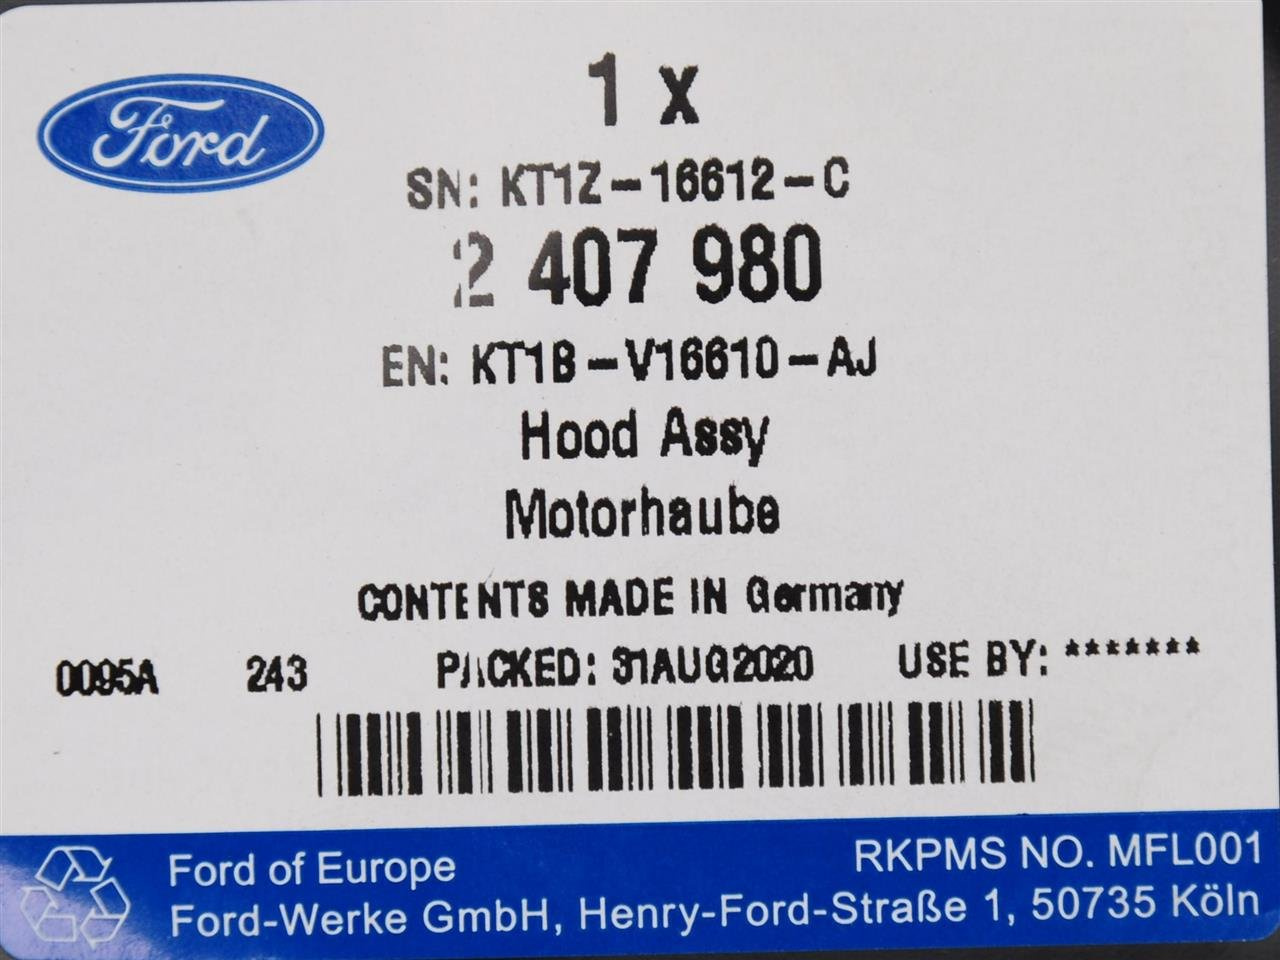 Ford
1 x
SN: KT1Z-16612-C
2 407 980
EN: KT1B-V16610-AJ
Hood Assy
Motorhaube
CONTENTS MADE IN Germany
0095A 243 PACKED: 31AUG2020 USE BY: *******
Ford of Europe RKPMS NO. MFL001
Ford-Werke GmbH, Henry-Ford-Straße 1, 50735 Köln